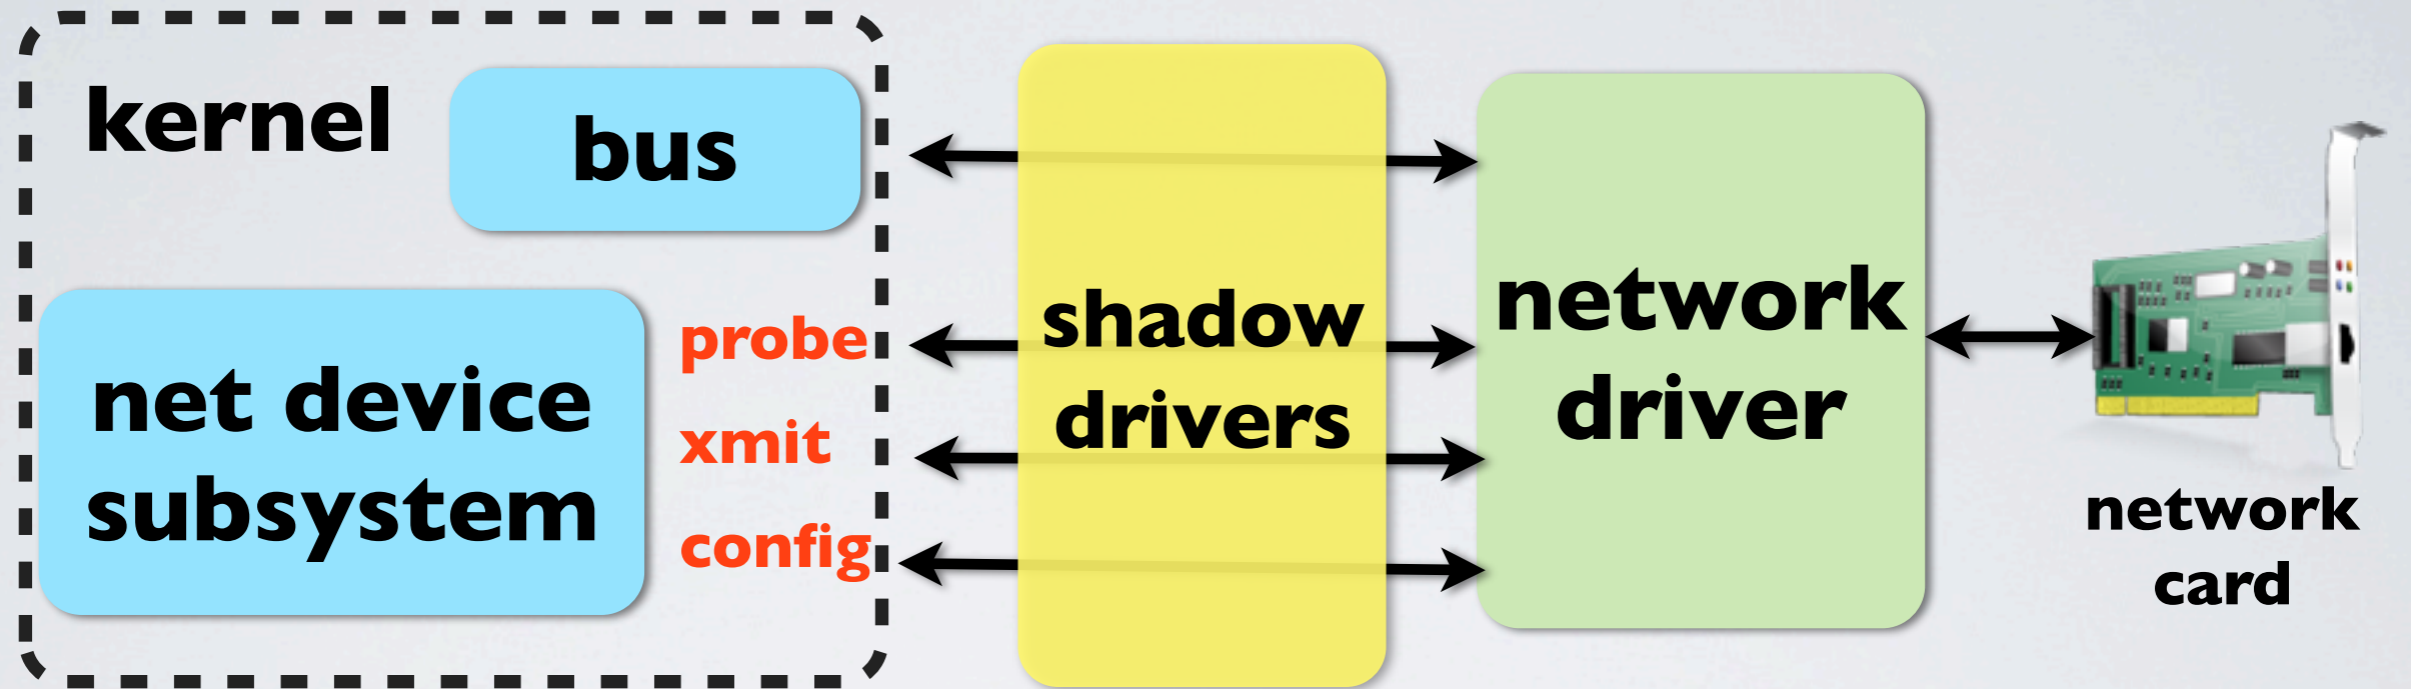 kernel
bus
net device
subsystem
probe
xmit
config
shadow
drivers
network
driver
network
card